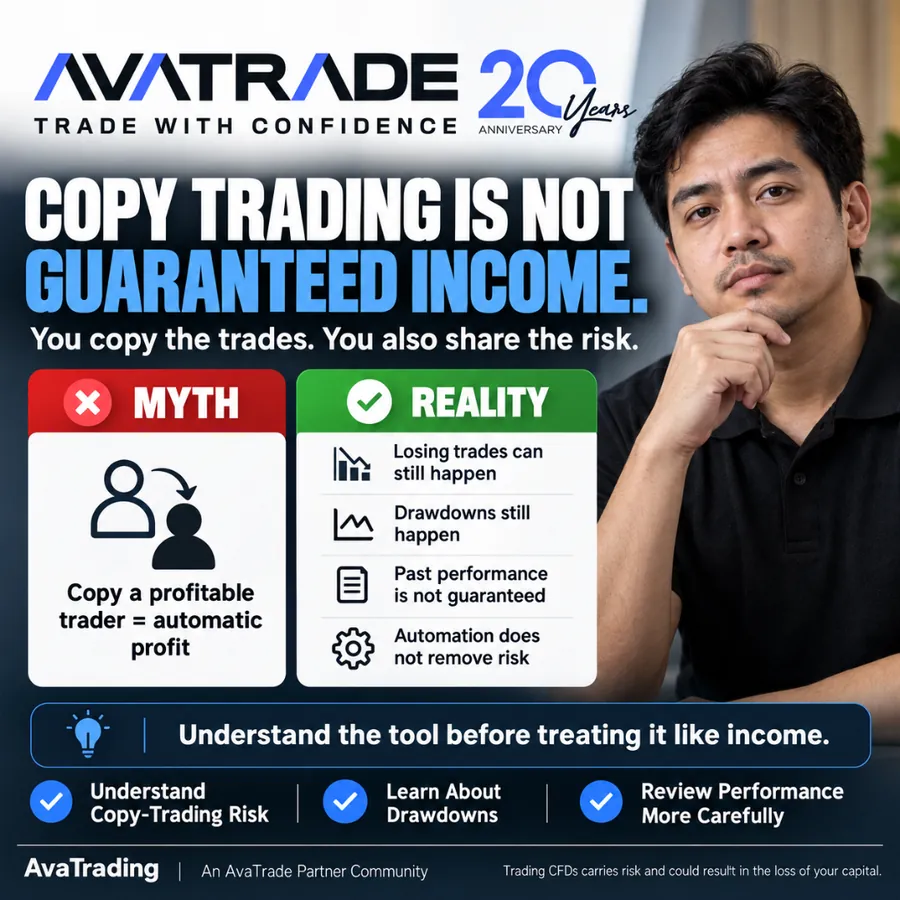 AVATRADE
TRADE WITH CONFIDENCE
20 Years
ANNIVERSARY
COPY TRADING IS NOT
GUARANTEED INCOME.
You copy the trades. You also share the risk.
MYTH
Copy a profitable
trader = automatic
profit
REALITY
Losing trades can
still happen
Drawdowns still
happen
Past performance
is not guaranteed
Automation does
not remove risk
Understand the tool before treating it like income.
Understand
Copy-Trading Risk
Learn About
Drawdowns
Review Performance
More Carefully
AvaTrading | An AvaTrade Partner Community
Trading CFDs carries risk and could result in the loss of your capital.